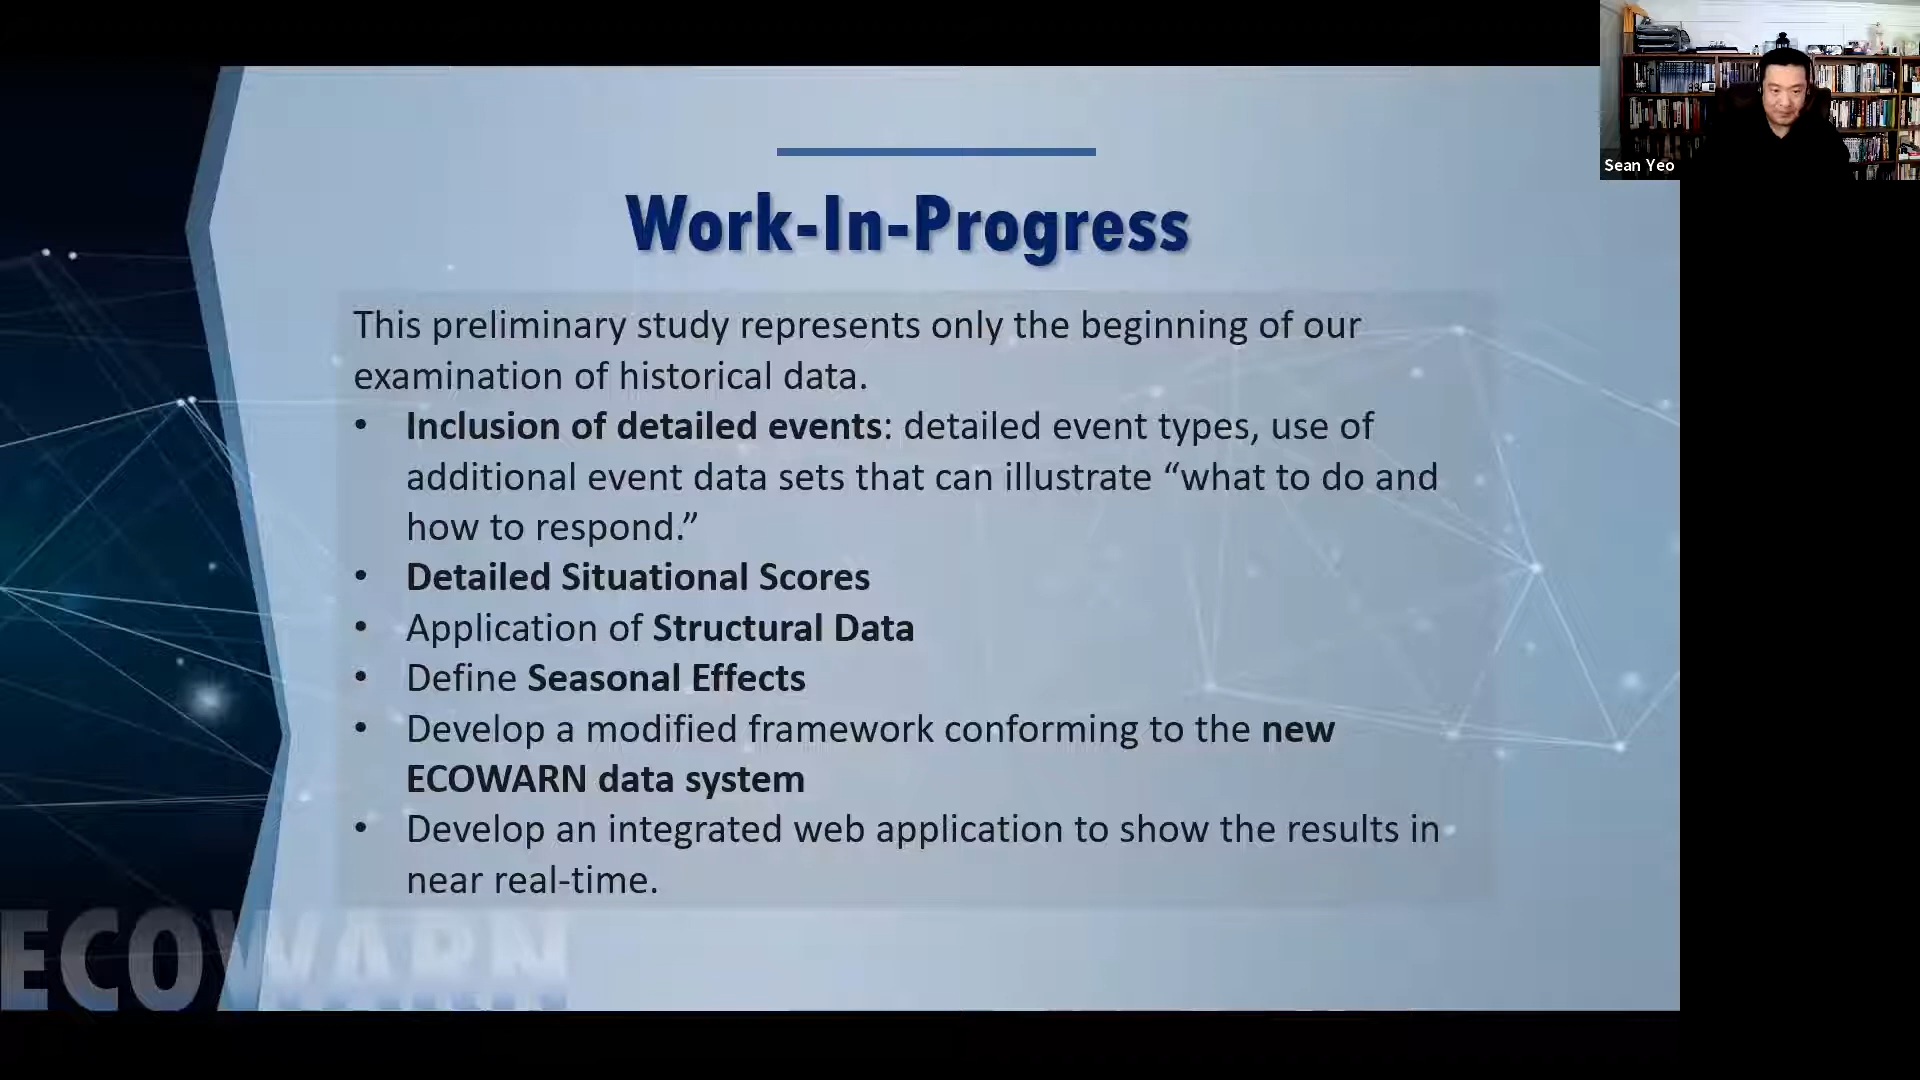 Sean Yeo
Work-In-Progress
This preliminary study represents only the beginning of our
examination of historical data.
• Inclusion of detailed events: detailed event types, use of
additional event data sets that can illustrate “what to do and
how to respond.”
• Detailed Situational Scores
• Application of Structural Data
• Define Seasonal Effects
• Develop a modified framework conforming to the new
ECOWARN data system
• Develop an integrated web application to show the results in
near real-time.
ECOWARN